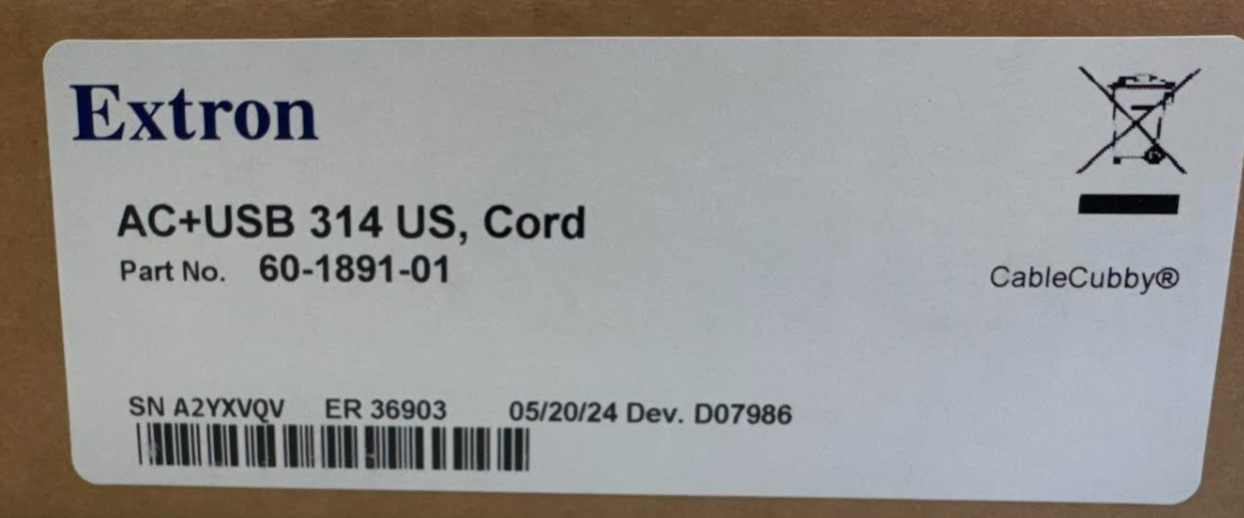 Extron
AC+USB 314 US, Cord
Part No. 60-1891-01
CableCubby®
SN A2YXVQV ER 36903 05/20/24 Dev. D07986